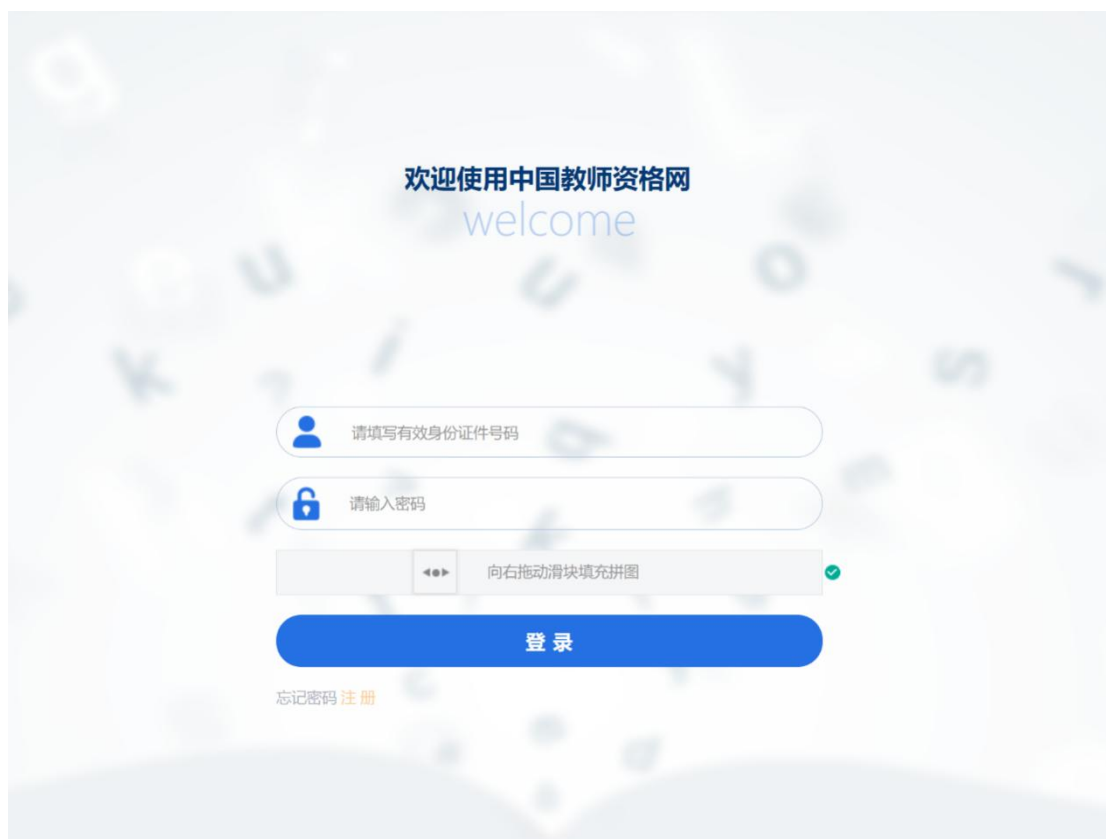 欢迎使用中国教师资格网
welcome
请填写有效身份证件号码
请输入密码
向右拖动滑块填充拼图
登录
忘记密码 注册